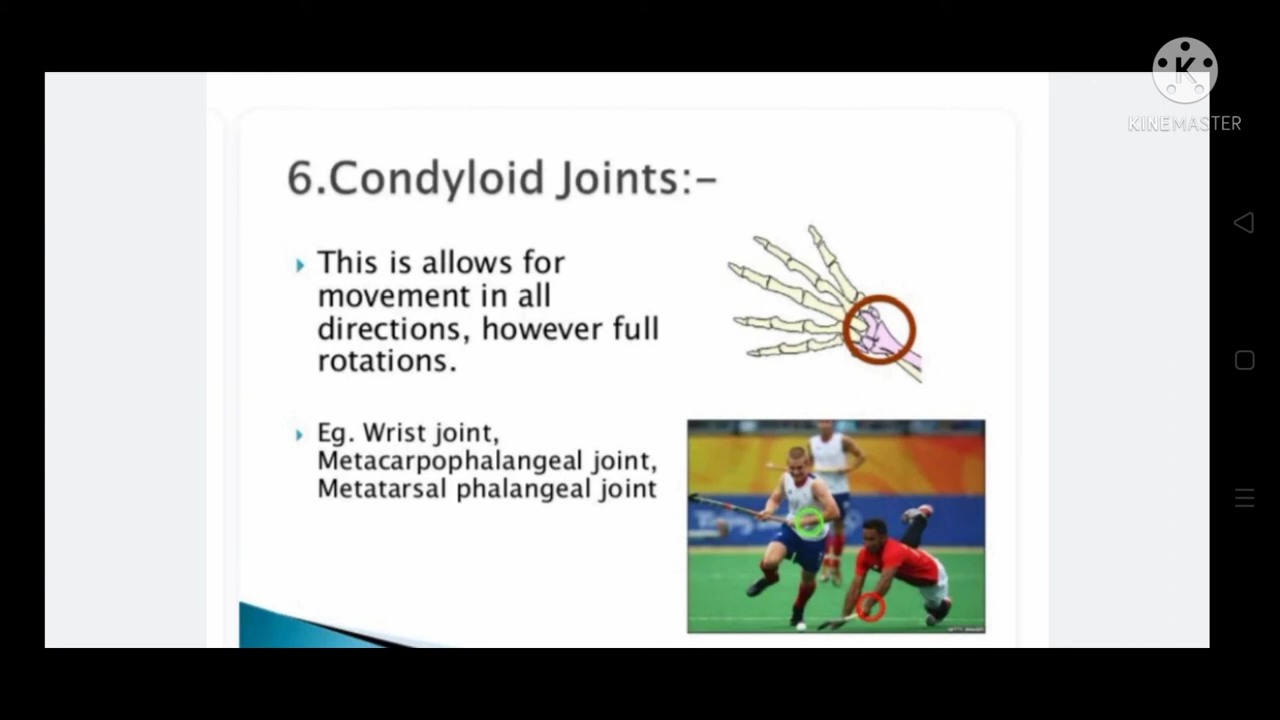 KINEMASTER
6.Condyloid Joints:-
This is allows for
movement in all
directions, however full
rotations.
Eg. Wrist joint,
Metacarpophalangeal joint,
Metatarsal phalangeal joint